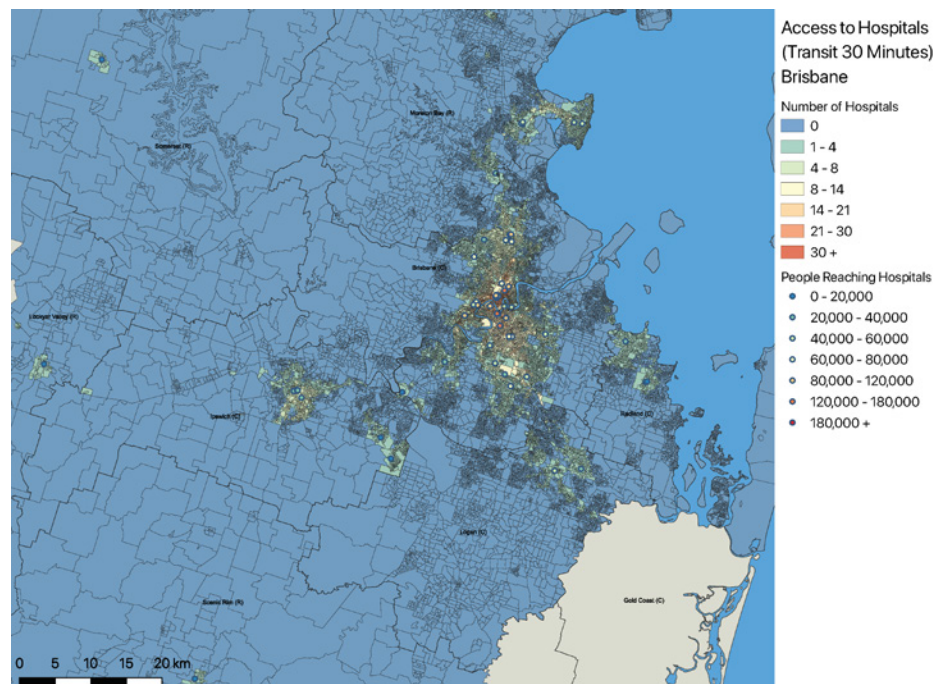 Access to Hospitals
(Transit 30 Minutes)
Brisbane
Number of Hospitals
0
1 - 4
4 - 8
8 - 14
14 - 21
21 - 30
30 +
People Reaching Hospitals
0 - 20,000
20,000 - 40,000
40,000 - 60,000
60,000 - 80,000
80,000 - 120,000
120,000 - 180,000
180,000 +
Moreton Bay (R)
Somerset (R)
Brisbane (C)
Lockyer Valley (R)
Ipswich (C)
Redland (C)
Logan (C)
Scenic Rim (R)
Gold Coast (C)
0 5 10 15 20 km